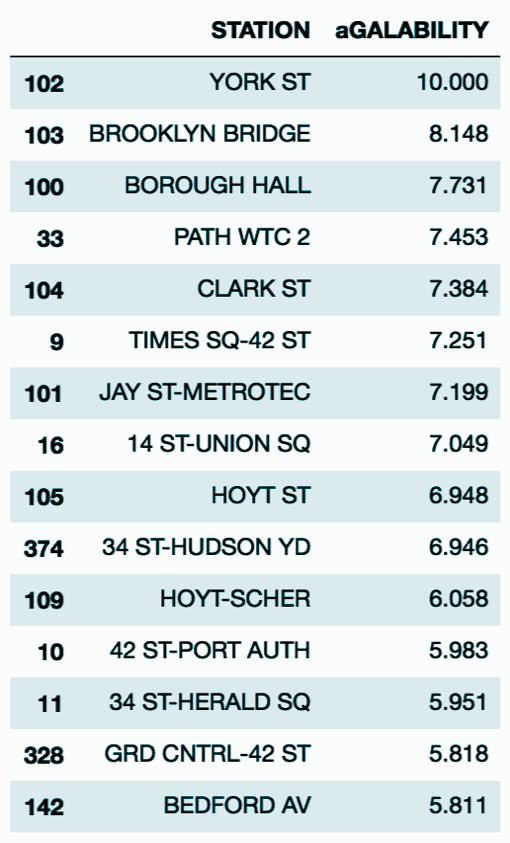 STATION aGALABILITY
102 YORK ST 10.000
103 BROOKLYN BRIDGE 8.148
100 BOROUGH HALL 7.731
33 PATH WTC 2 7.453
104 CLARK ST 7.384
9 TIMES SQ-42 ST 7.251
101 JAY ST-METROTEC 7.199
16 14 ST-UNION SQ 7.049
105 HOYT ST 6.948
374 34 ST-HUDSON YD 6.946
109 HOYT-SCHER 6.058
10 42 ST-PORT AUTH 5.983
11 34 ST-HERALD SQ 5.951
328 GRD CNTRL-42 ST 5.818
142 BEDFORD AV 5.811